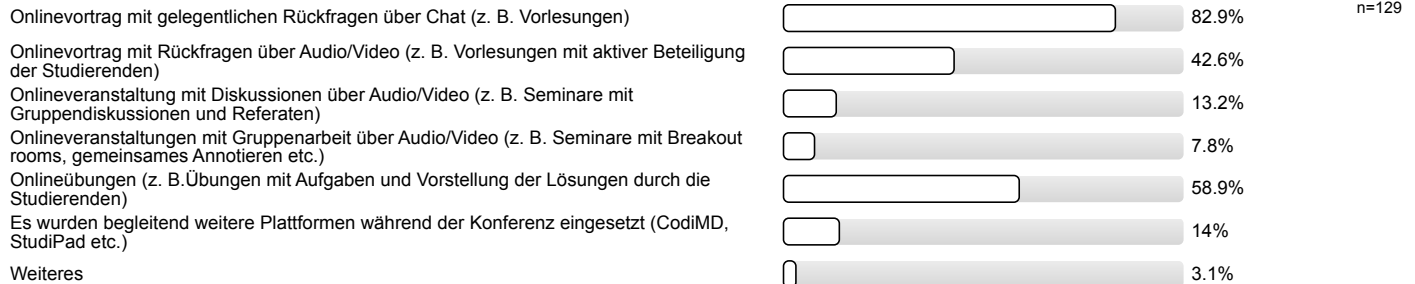 Onlinevortrag mit gelegentlichen Rückfragen über Chat (z. B. Vorlesungen) 82.9% n=129
Onlinevortrag mit Rückfragen über Audio/Video (z. B. Vorlesungen mit aktiver Beteiligung
der Studierenden) 42.6%
Onlineveranstaltung mit Diskussionen über Audio/Video (z. B. Seminare mit
Gruppendiskussionen und Referaten) 13.2%
Onlineveranstaltungen mit Gruppenarbeit über Audio/Video (z. B. Seminare mit Breakout
rooms, gemeinsames Annotieren etc.) 7.8%
Onlineübungen (z. B.Übungen mit Aufgaben und Vorstellung der Lösungen durch die
Studierenden) 58.9%
Es wurden begleitend weitere Plattformen während der Konferenz eingesetzt (CodiMD,
StudiPad etc.) 14%
Weiteres 3.1%